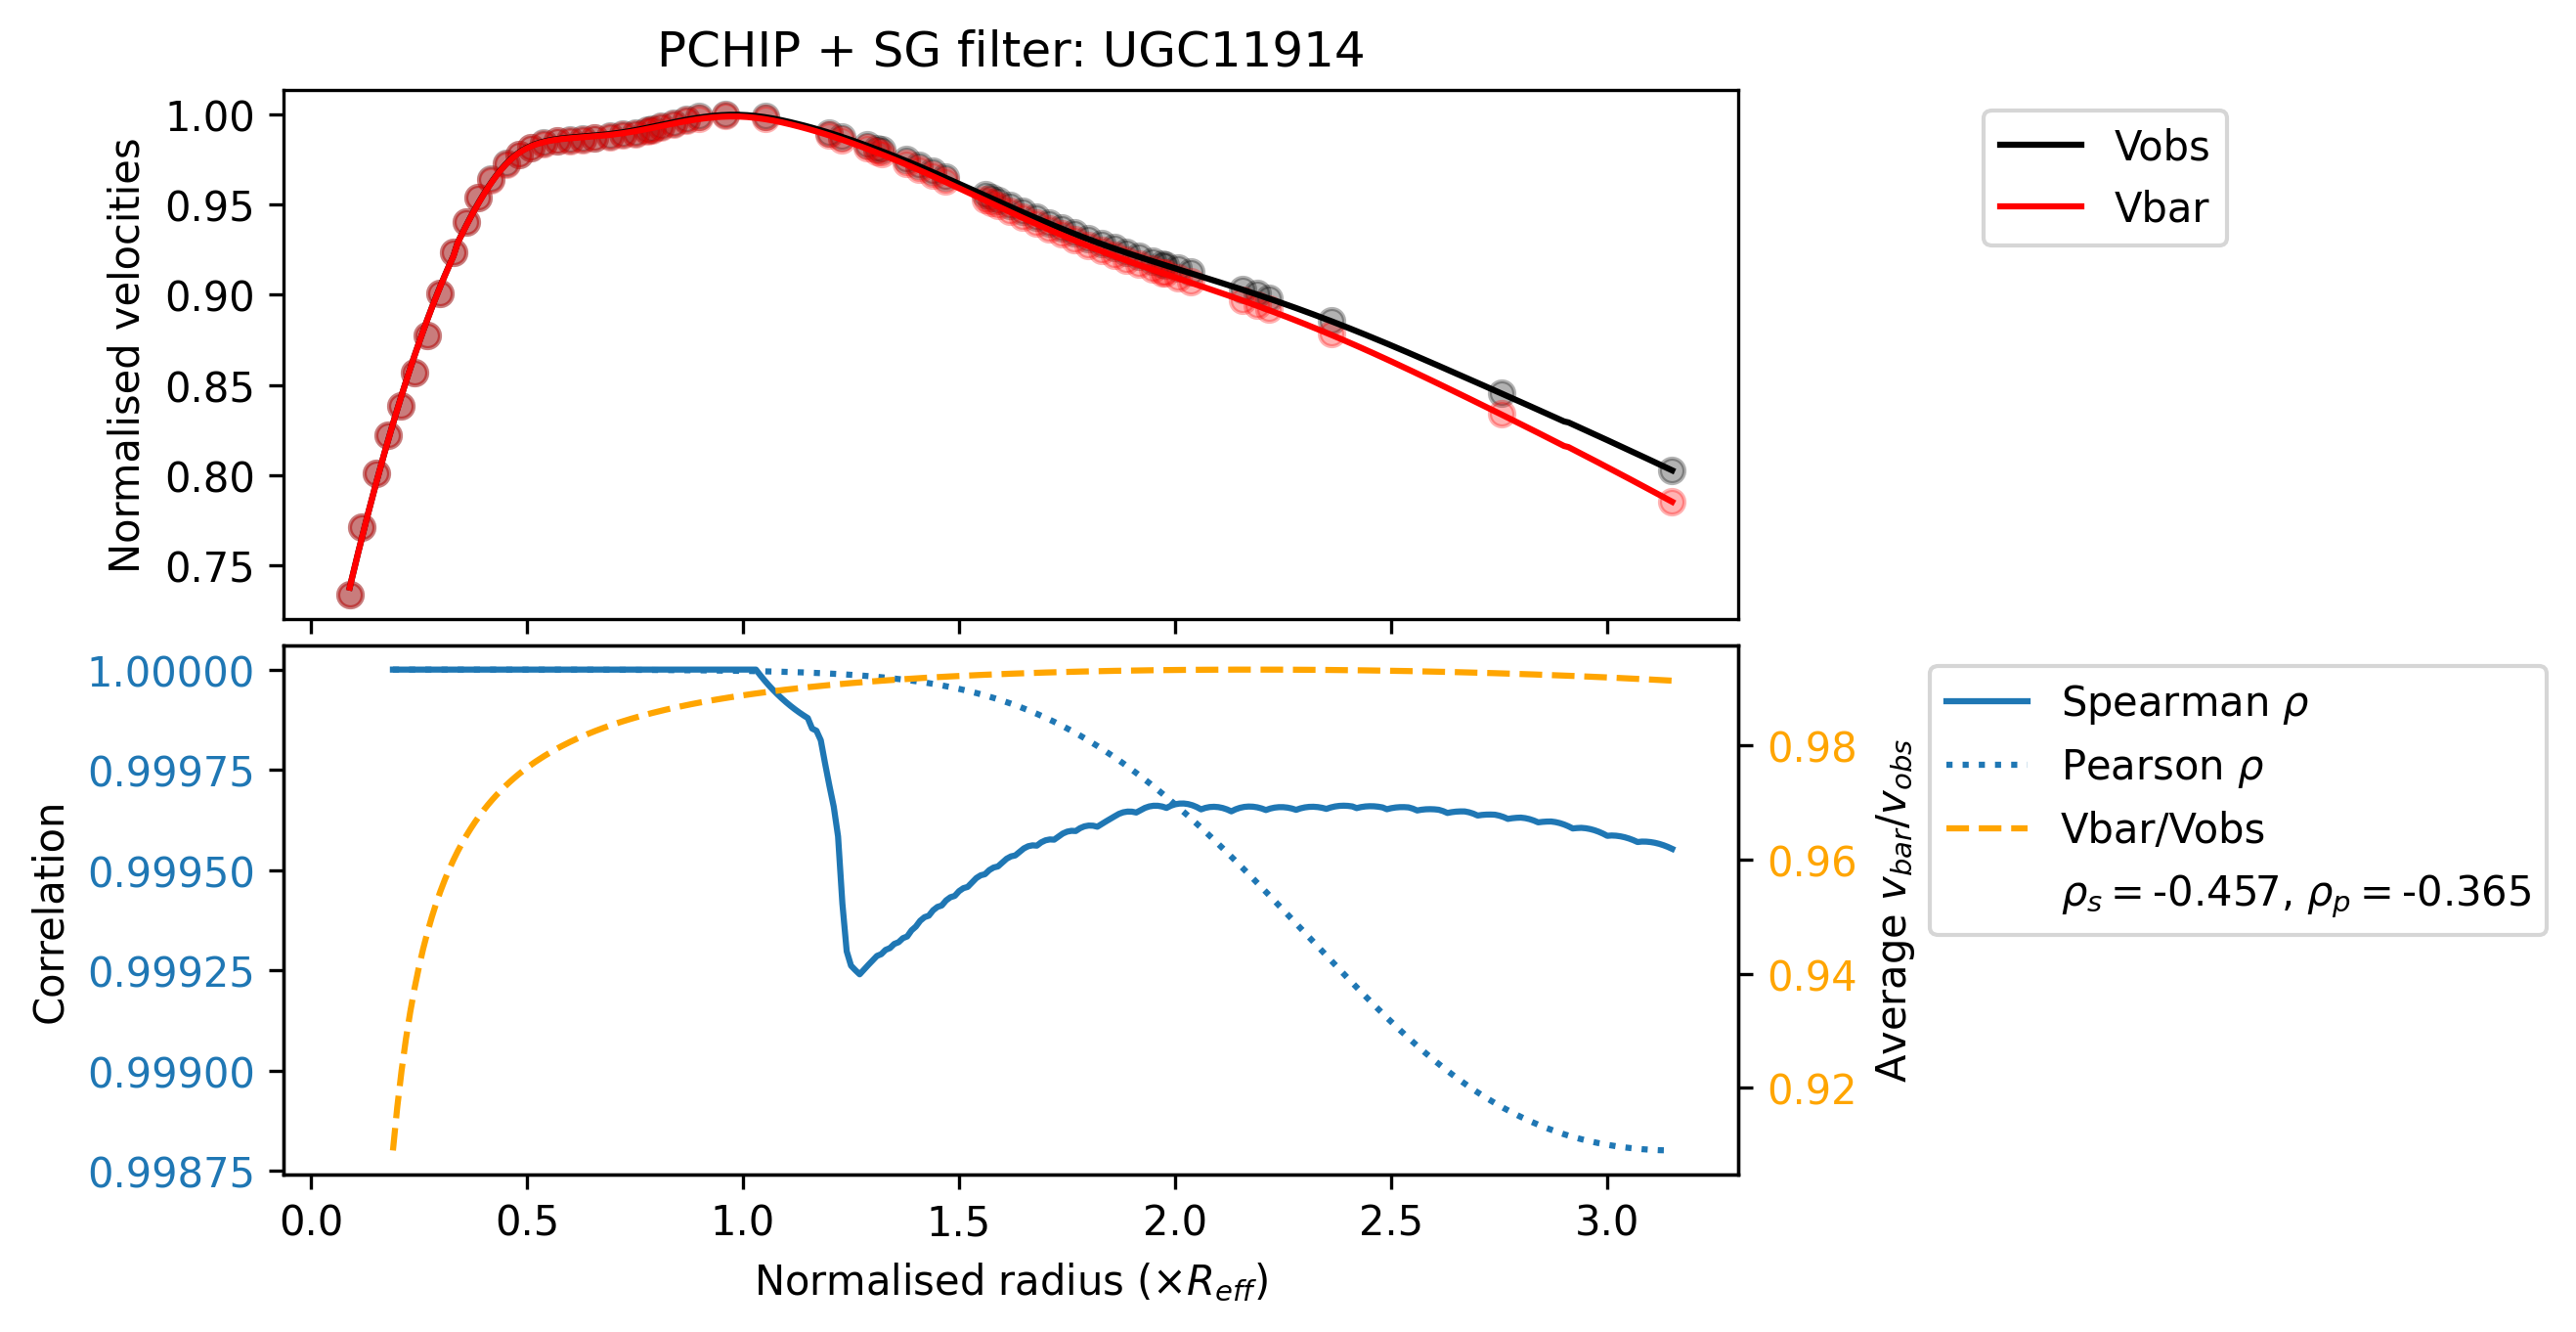 PCHIP + SG filter: UGC11914
Normalised velocities
1.00
0.95
0.90
0.85
0.80
0.75
Vobs
Vbar
Correlation
1.00000
0.99975
0.99950
0.99925
0.99900
0.99875
0.98
0.96
0.94
0.92
Average v_bar/v_obs
Spearman ρ
Pearson ρ
Vbar/Vobs
ρ_s = -0.457, ρ_p = -0.365
0.0 0.5 1.0 1.5 2.0 2.5 3.0
Normalised radius (×R_eff)